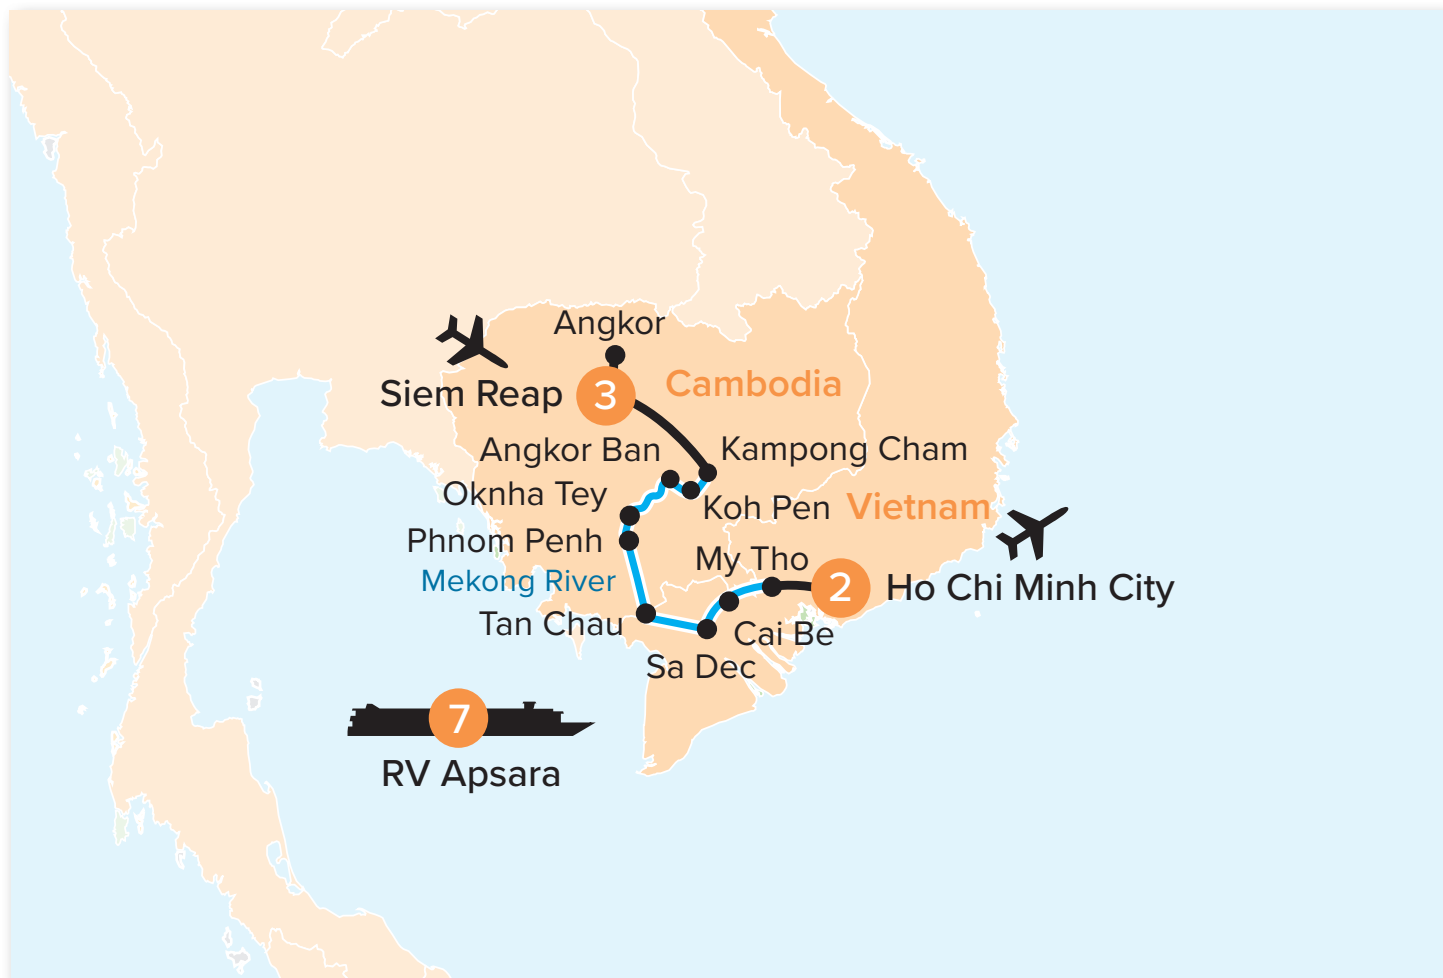 Angkor
Siem Reap
3
Cambodia
Angkor Ban
Kampong Cham
Oknha Tey
Koh Pen
Vietnam
Phnom Penh
My Tho
Mekong River
2
Ho Chi Minh City
Tan Chau
Cai Be
Sa Dec
7
RV Apsara